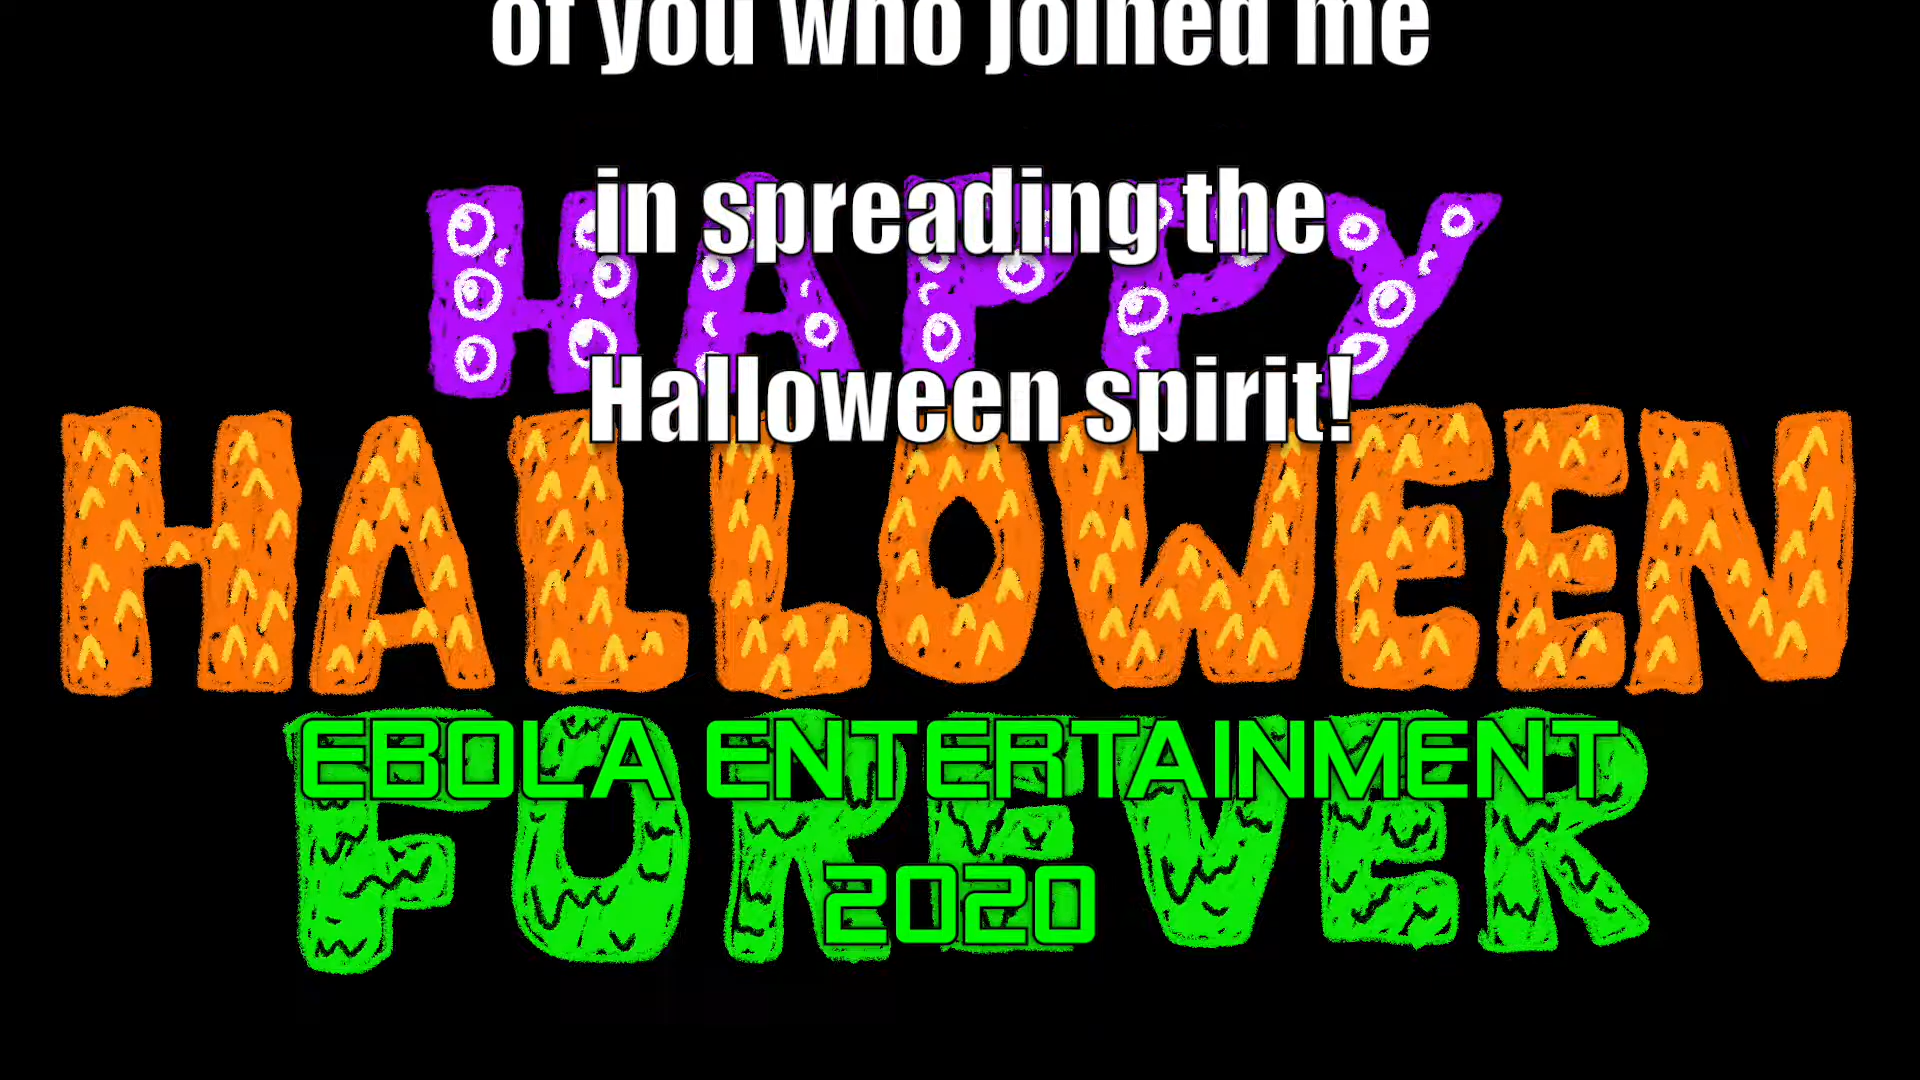 of you who joined me
in spreading the
HAPPY
Halloween spirit!
HALLOWEEN
EBOLA ENTERTAINMENT
FOREVER
2020